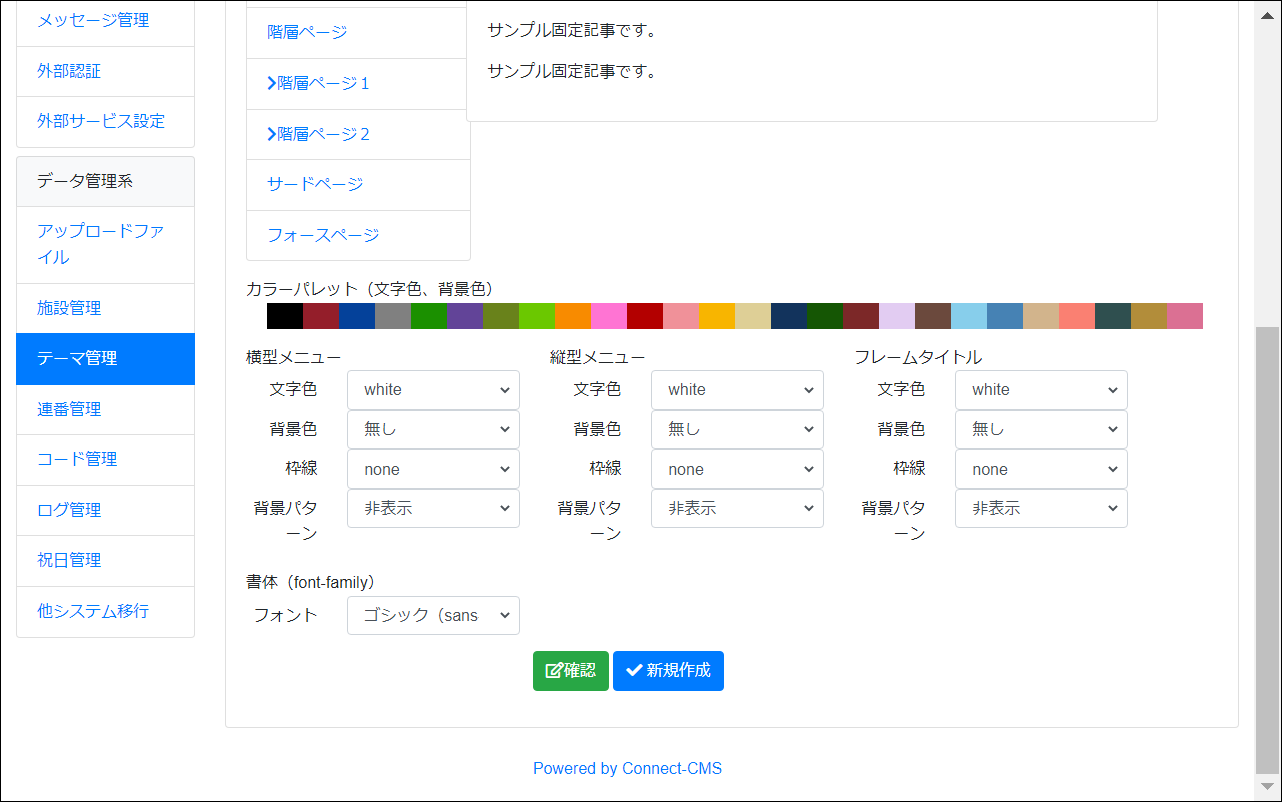 メッセージ管理
外部認証
外部サービス設定
データ管理系
アップロードファ
イル
施設管理
テーマ管理
連番管理
コード管理
ログ管理
祝日管理
他システム移行
階層ページ
階層ページ１
階層ページ２
サードページ
フォースページ
サンプル固定記事です。
サンプル固定記事です。
カラーパレット（文字色、背景色）
横型メニュー
文字色 white
背景色 無し
枠線 none
背景パタ
ーン 非表示
縦型メニュー
文字色 white
背景色 無し
枠線 none
背景パタ
ーン 非表示
フレームタイトル
文字色 white
背景色 無し
枠線 none
背景パタ
ーン 非表示
書体（font-family）
フォント ゴシック（sans
確認 新規作成
Powered by Connect-CMS